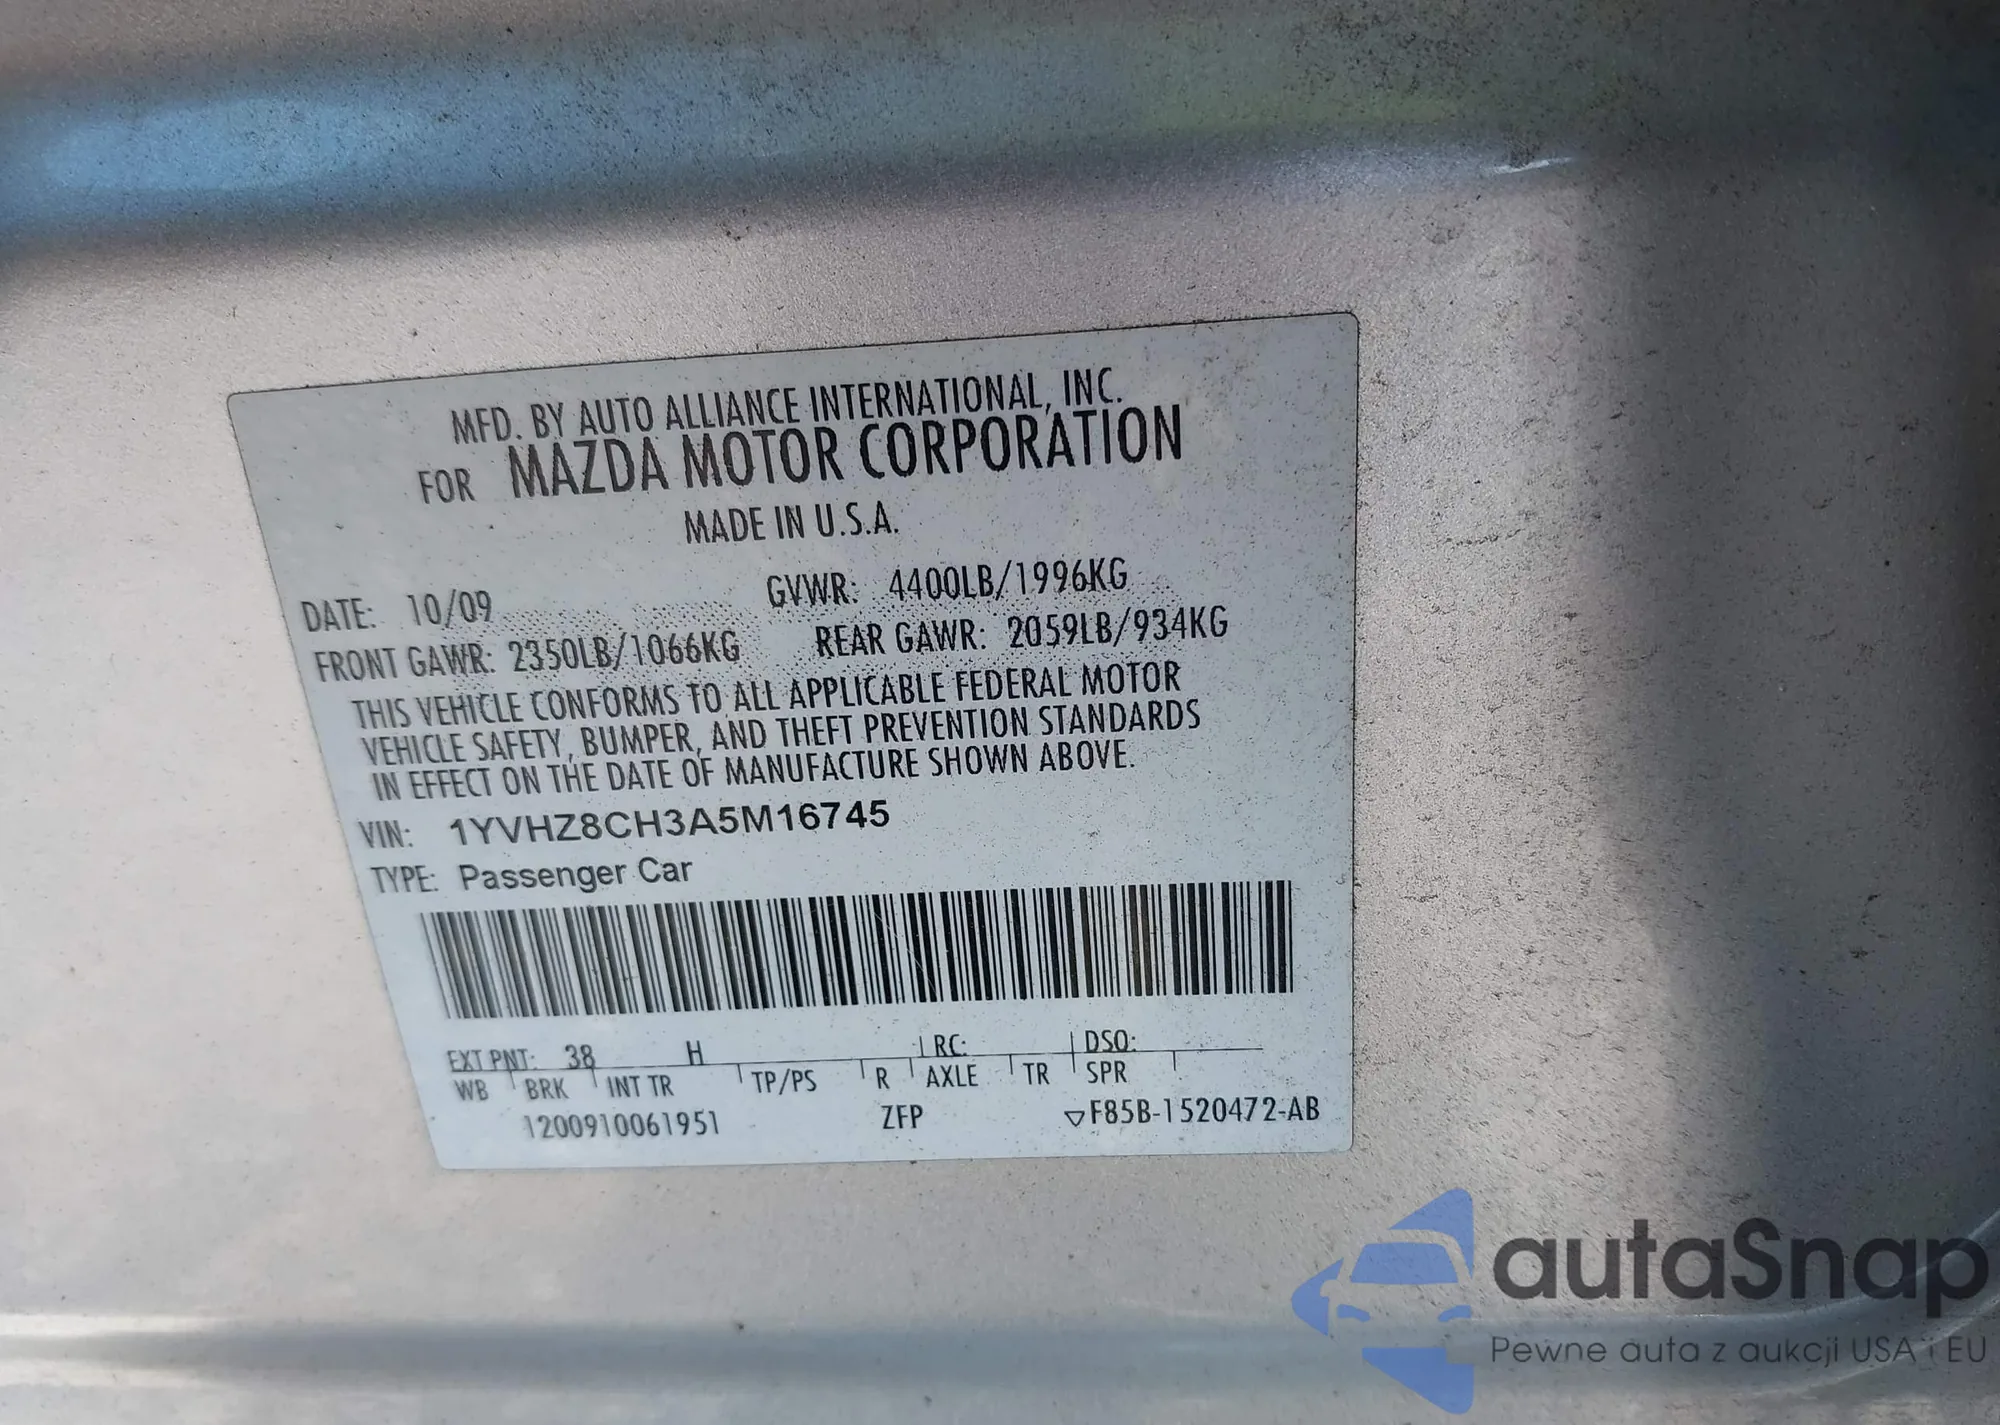 MFD. BY AUTO ALLIANCE INTERNATIONAL, INC.
FOR MAZDA MOTOR CORPORATION
MADE IN U.S.A.
DATE: 10/09 GVWR: 4400LB/1996KG
FRONT GAWR: 2350LB/1066KG REAR GAWR: 2059LB/934KG
THIS VEHICLE CONFORMS TO ALL APPLICABLE FEDERAL MOTOR
VEHICLE SAFETY, BUMPER, AND THEFT PREVENTION STANDARDS
IN EFFECT ON THE DATE OF MANUFACTURE SHOWN ABOVE.
VIN: 1YVHZ8CH3A5M16745
TYPE: Passenger Car
EXT PNT: 38 H RC: DSO:
WB BRK INT TR TP/PS R AXLE TR SPR
1200910061951 ZFP F85B-1520472-AB
autaSnap
Pewne auta z aukcji USA i EU